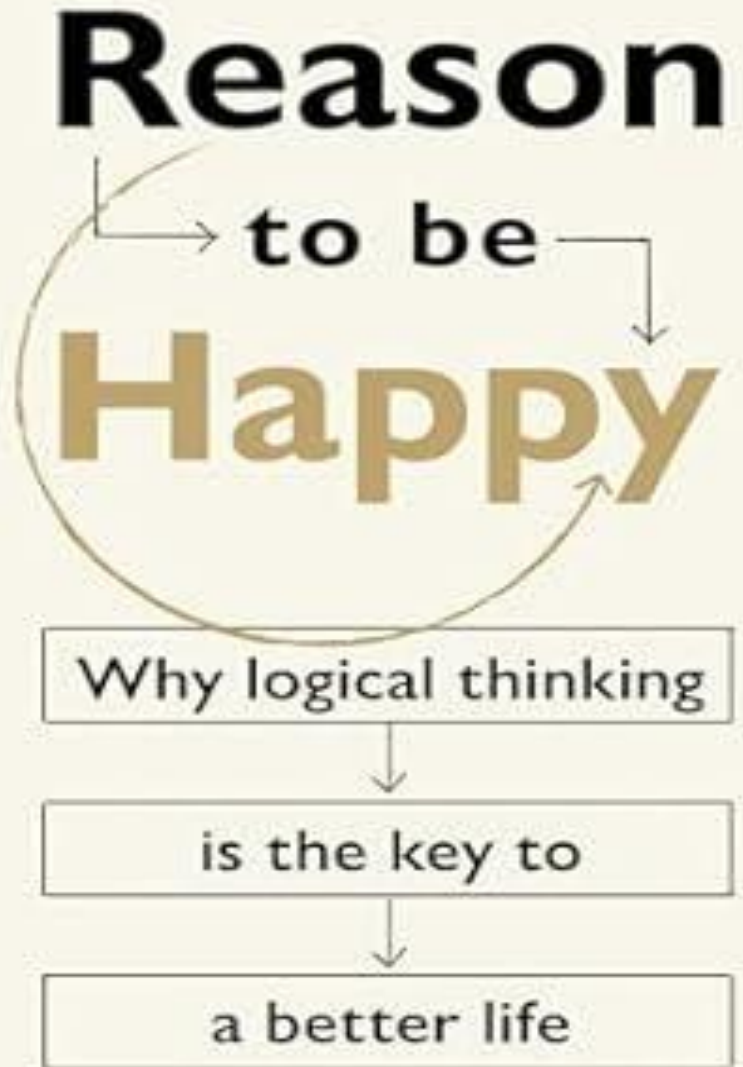 Reason
to be
Happy
Why logical thinking
is the key to
a better life